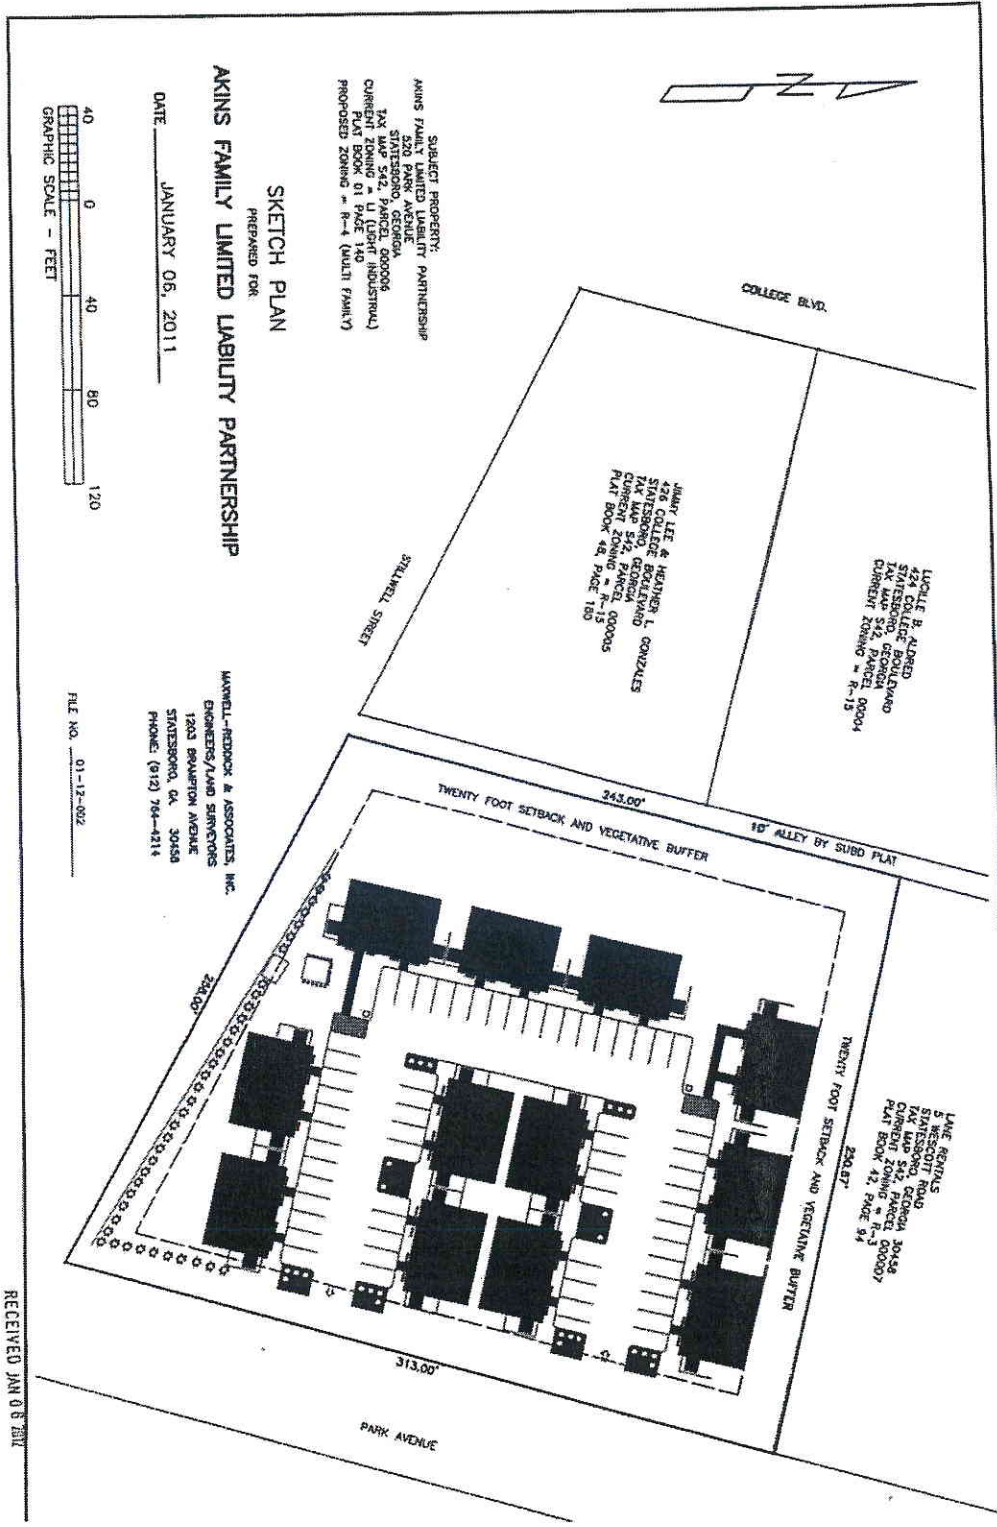 COLLEGE BLVD.
LUCILLE B. ALDRED
424 COLLEGE BOULEVARD
STATESBORO, GEORGIA
TAX MAP S42, PARCEL 00004
CURRENT ZONING = R-15
JIMMY LEE & HEATHER L. GONZALES
426 COLLEGE BOULEVARD
STATESBORO, GEORGIA
TAX MAP S42, PARCEL 000005
CURRENT ZONING = R-15
PLAT BOOK 48, PAGE 180
LANE RENTALS
5 WESCOTT ROAD
STATESBORO, GEORGIA 30458
TAX MAP S42, PARCEL 000007
CURRENT ZONING = R-3
PLAT BOOK 42, PAGE 94
10' ALLEY BY SUBD PLAT
243.00'
TWENTY FOOT SETBACK AND VEGETATIVE BUFFER
TWENTY FOOT SETBACK AND VEGETATIVE BUFFER
STILLWELL STREET
313.00'
PARK AVENUE
SUBJECT PROPERTY:
AKINS FAMILY LIMITED LIABILITY PARTNERSHIP
520 PARK AVENUE
STATESBORO, GEORGIA
TAX MAP S42, PARCEL 000006
CURRENT ZONING = LI (LIGHT INDUSTRIAL)
PLAT BOOK 01 PAGE 140
PROPOSED ZONING = R-4 (MULTI FAMILY)
SKETCH PLAN
PREPARED FOR
AKINS FAMILY LIMITED LIABILITY PARTNERSHIP
DATE JANUARY 06, 2011
40 0 40 80 120
GRAPHIC SCALE - FEET
MAXWELL-REDDICK & ASSOCIATES, INC.
ENGINEERS/LAND SURVEYORS
1203 BRAMPTON AVENUE
STATESBORO, GA. 30458
PHONE: (912) 764-4214
FILE NO. 01-12-002
RECEIVED JAN 06 2012